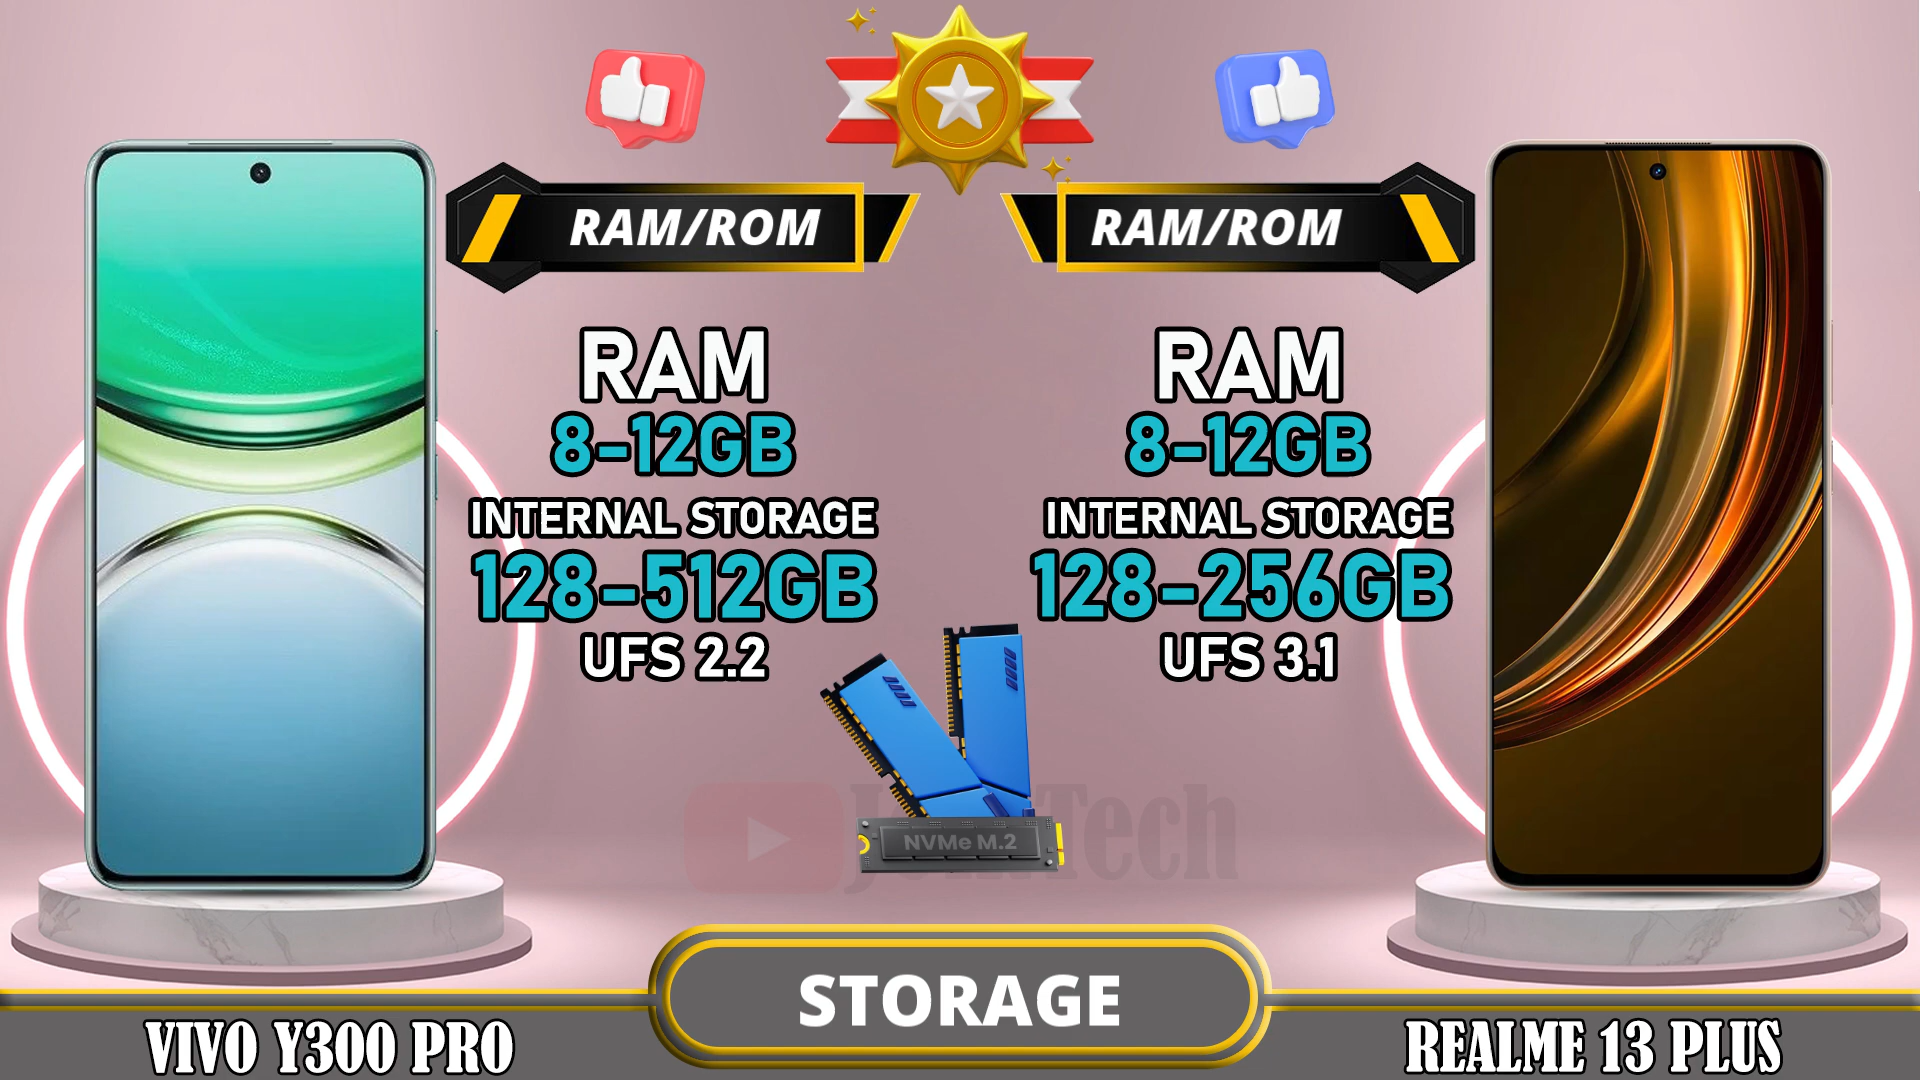 RAM/ROM
RAM/ROM
RAM
8-12GB
INTERNAL STORAGE
128-512GB
UFS 2.2
RAM
8-12GB
INTERNAL STORAGE
128-256GB
UFS 3.1
NVMe M.2
Tech
STORAGE
VIVO Y300 PRO
REALME 13 PLUS